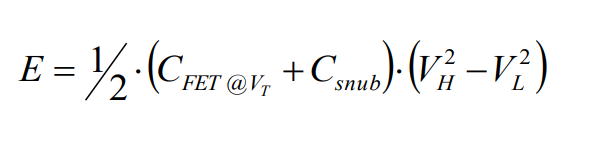 E = 1/2 · (C_{FET @ V_T} + C_{snub}) · (V_H^2 − V_L^2)